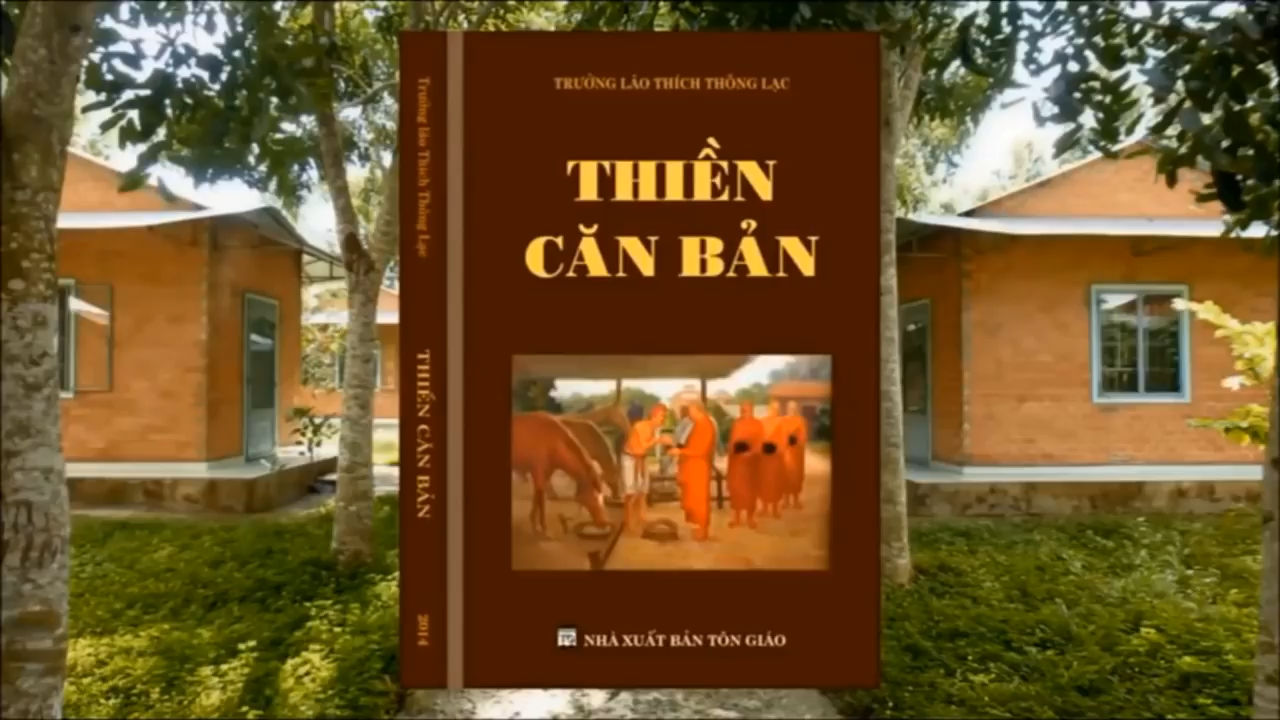 Trưởng lão Thích Thông Lạc
THIỀN CĂN BẢN
2014
TRƯỞNG LÃO THÍCH THÔNG LẠC
THIỀN
CĂN BẢN
NHÀ XUẤT BẢN TÔN GIÁO